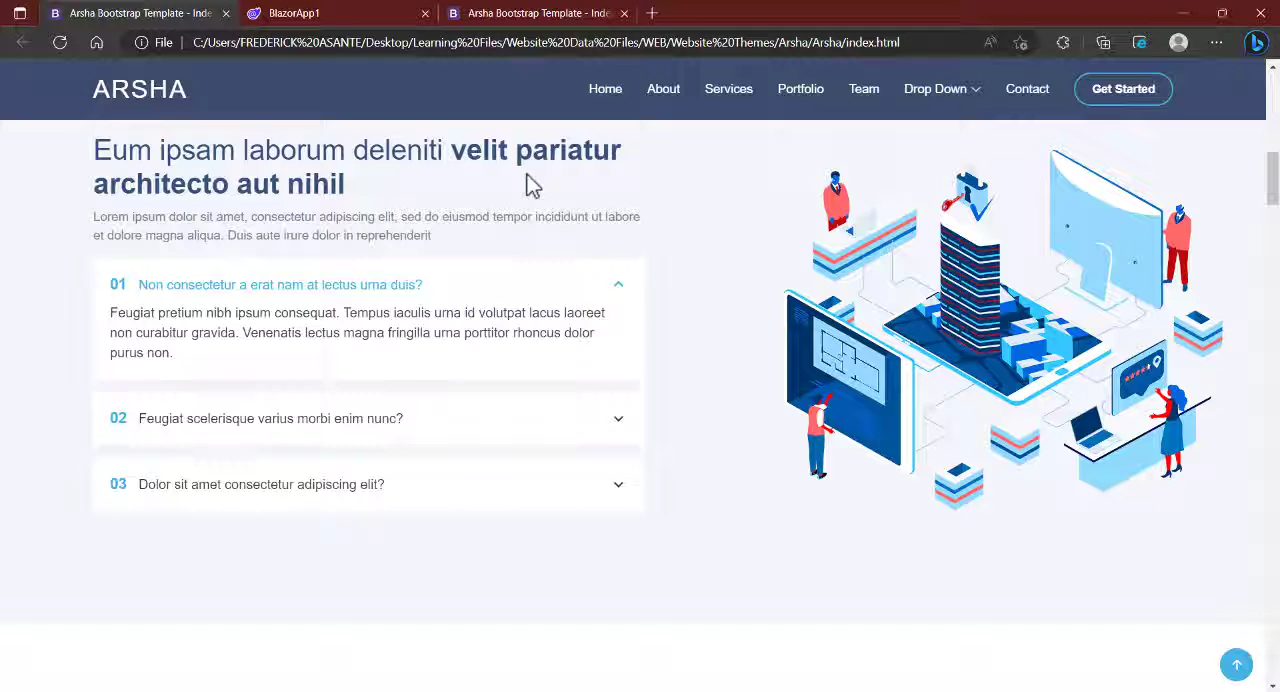 Arsha Bootstrap Template - Inde
BlazorApp1
Arsha Bootstrap Template - Inde
File
C:/Users/FREDERICK%20ASANTE/Desktop/Learning%20Files/Website%20Data%20Files/WEB/Website%20Themes/Arsha/Arsha/index.html
ARSHA
Home
About
Services
Portfolio
Team
Drop Down
Contact
Get Started
Eum ipsam laborum deleniti velit pariatur
architecto aut nihil
Lorem ipsum dolor sit amet, consectetur adipiscing elit, sed do eiusmod tempor incididunt ut labore
et dolore magna aliqua. Duis aute irure dolor in reprehenderit
01 Non consectetur a erat nam at lectus urna duis?
Feugiat pretium nibh ipsum consequat. Tempus iaculis urna id volutpat lacus laoreet
non curabitur gravida. Venenatis lectus magna fringilla urna porttitor rhoncus dolor
purus non.
02 Feugiat scelerisque varius morbi enim nunc?
03 Dolor sit amet consectetur adipiscing elit?